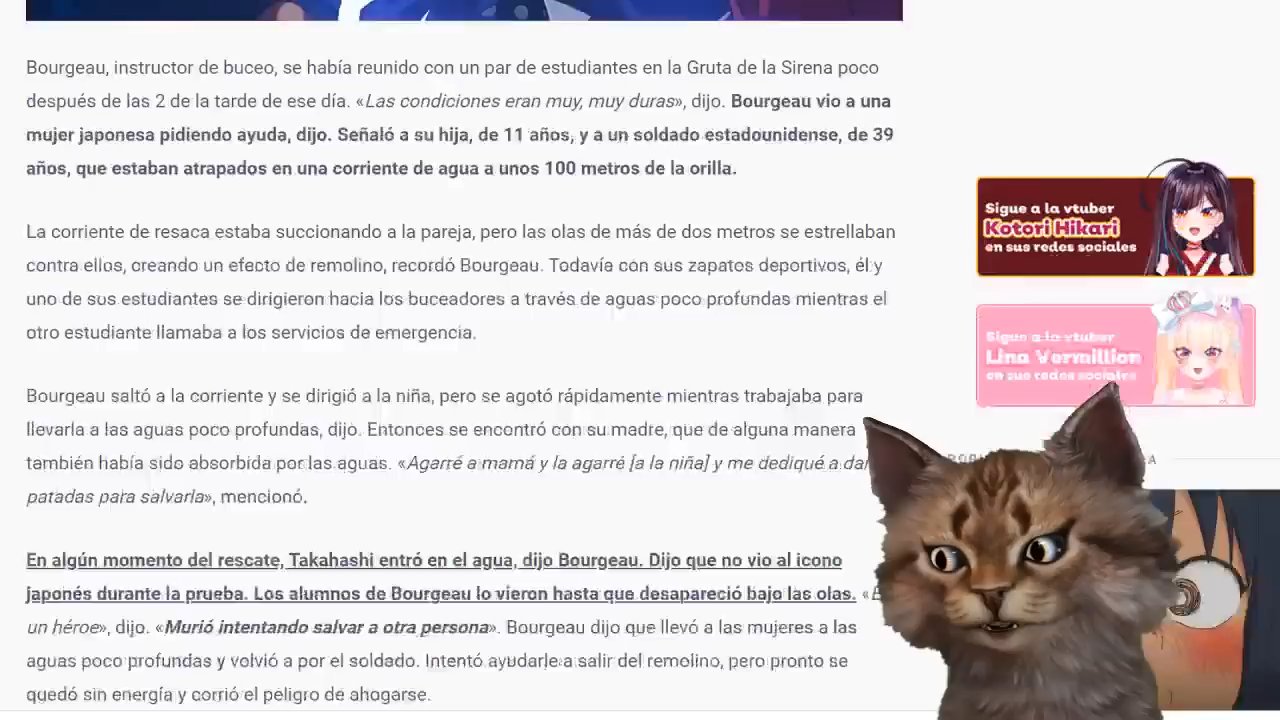 Bourgeau, instructor de buceo, se había reunido con un par de estudiantes en la Gruta de la Sirena poco
después de las 2 de la tarde de ese día. «Las condiciones eran muy, muy duras», dijo. Bourgeau vio a una
mujer japonesa pidiendo ayuda, dijo. Señaló a su hija, de 11 años, y a un soldado estadounidense, de 39
años, que estaban atrapados en una corriente de agua a unos 100 metros de la orilla.
La corriente de resaca estaba succionando a la pareja, pero las olas de más de dos metros se estrellaban
contra ellos, creando un efecto de remolino, recordó Bourgeau. Todavía con sus zapatos deportivos, él y
uno de sus estudiantes se dirigieron hacia los buceadores a través de aguas poco profundas mientras el
otro estudiante llamaba a los servicios de emergencia.
Bourgeau saltó a la corriente y se dirigió a la niña, pero se agotó rápidamente mientras trabajaba para
llevarla a las aguas poco profundas, dijo. Entonces se encontró con su madre, que de alguna manera
también había sido absorbida por las aguas. «Agarré a mamá y la agarré [a la niña] y me dediqué a dar
patadas para salvarla», mencionó.
En algún momento del rescate, Takahashi entró en el agua, dijo Bourgeau. Dijo que no vio al icono
japonés durante la prueba. Los alumnos de Bourgeau lo vieron hasta que desapareció bajo las olas. «
un héroe», dijo. «Murió intentando salvar a otra persona». Bourgeau dijo que llevó a las mujeres a las
aguas poco profundas y volvió a por el soldado. Intentó ayudarle a salir del remolino, pero pronto se
quedó sin energía y corrió el peligro de ahogarse.
Sigue a la vtuber
Kotori Hikari
en sus redes sociales
Sigue a la vtuber
Lina Vermillion
en sus redes sociales